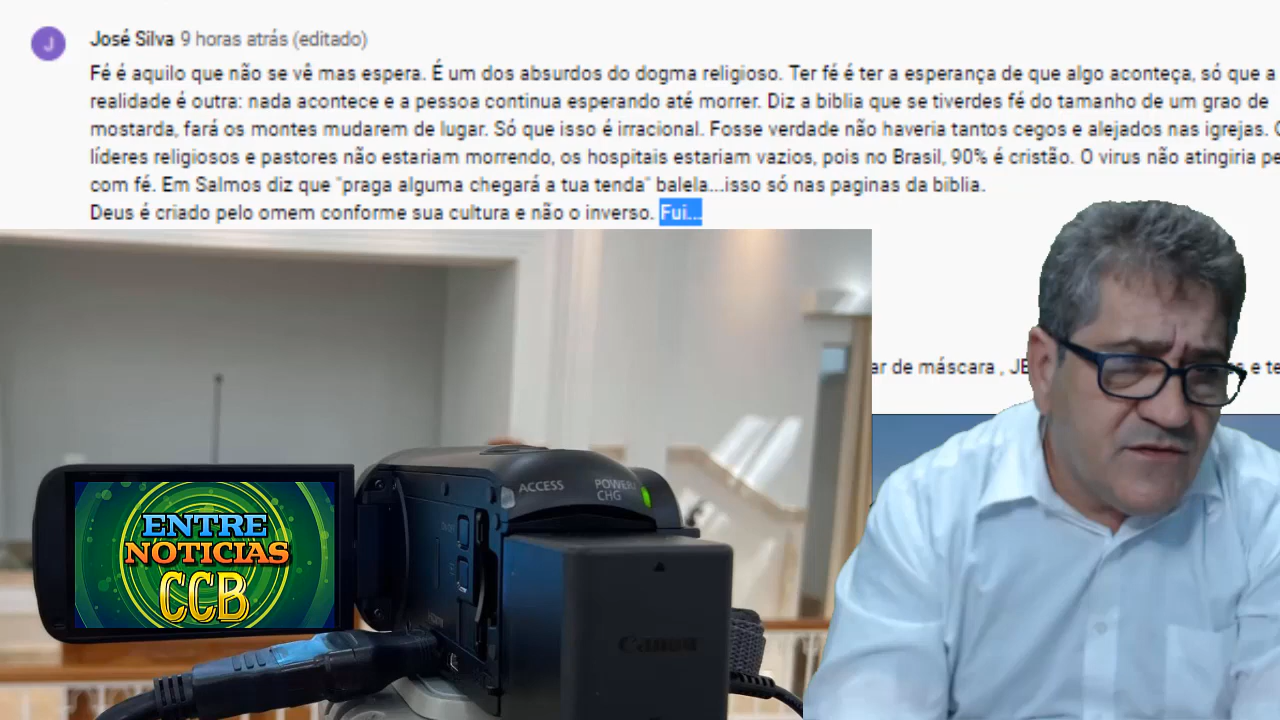 J José Silva 9 horas atrás (editado)
Fé é aquilo que não se vê mas espera. É um dos absurdos do dogma religioso. Ter fé é ter a esperança de que algo aconteça, só que a
realidade é outra: nada acontece e a pessoa continua esperando até morrer. Diz a biblia que se tiverdes fé do tamanho de um grao de
mostarda, fará os montes mudarem de lugar. Só que isso é irracional. Fosse verdade não haveria tantos cegos e alejados nas igrejas.
líderes religiosos e pastores não estariam morrendo, os hospitais estariam vazios, pois no Brasil, 90% é cristão. O virus não atingiria
com fé. Em Salmos diz que "praga alguma chegará a tua tenda" balela...isso só nas paginas da biblia.
Deus é criado pelo omem conforme sua cultura e não o inverso. Fui...
de máscara ,
e
ACCESS
POWER/
CHG
ENTRE
NOTICIAS
CCB
Canon